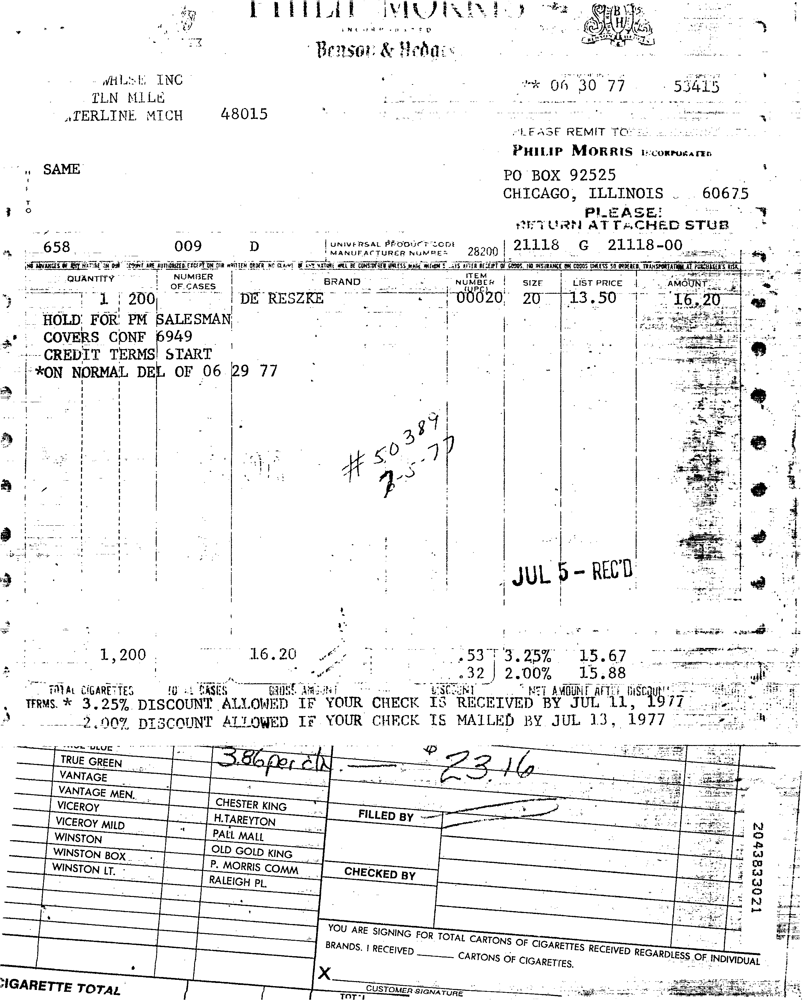 PHILIP MORRIS
INCORPORATED
Benson & Hedges
WHLSE INC
TLN MILE
ATERLINE MICH 48015
** 06 30 77 53415
PLEASE REMIT TO
PHILIP MORRIS INCORPORATED
SAME
PO BOX 92525
CHICAGO, ILLINOIS 60675
PLEASE!
RETURN ATTACHED STUB
658 009 D UNIVERSAL PRODUCT CODE
MANUFACTURER NUMBER 28200 21118 G 21118-00
QUANTITY NUMBER OF CASES BRAND ITEM NUMBER (UPC) SIZE LIST PRICE AMOUNT
1 200 DE RESZKE 00020 20 13.50 16.20
HOLD FOR PM SALESMAN
COVERS CONF 6949
CREDIT TERMS START
*ON NORMAL DEL OF 06 29 77
#50389
7-5-77
JUL 5 - REC'D
1,200 16.20 .53 3.25% 15.67
.32 2.00% 15.88
TOTAL CIGARETTES CASES GROSS AMOUNT DISCOUNT NET AMOUNT AFTER DISCOUNT
TERMS. * 3.25% DISCOUNT ALLOWED IF YOUR CHECK IS RECEIVED BY JUL 11, 1977
2.00% DISCOUNT ALLOWED IF YOUR CHECK IS MAILED BY JUL 13, 1977
TRUE BLUE
TRUE GREEN 3.86 per ctn. — $23.16
VANTAGE
VANTAGE MEN.
VICEROY CHESTER KING
VICEROY MILD H.TAREYTON FILLED BY
WINSTON PALL MALL
WINSTON BOX OLD GOLD KING
WINSTON LT. P. MORRIS COMM CHECKED BY
RALEIGH PL.
2043833021
YOU ARE SIGNING FOR TOTAL CARTONS OF CIGARETTES RECEIVED REGARDLESS OF INDIVIDUAL
BRANDS. I RECEIVED CARTONS OF CIGARETTES.
X
CUSTOMER SIGNATURE
CIGARETTE TOTAL